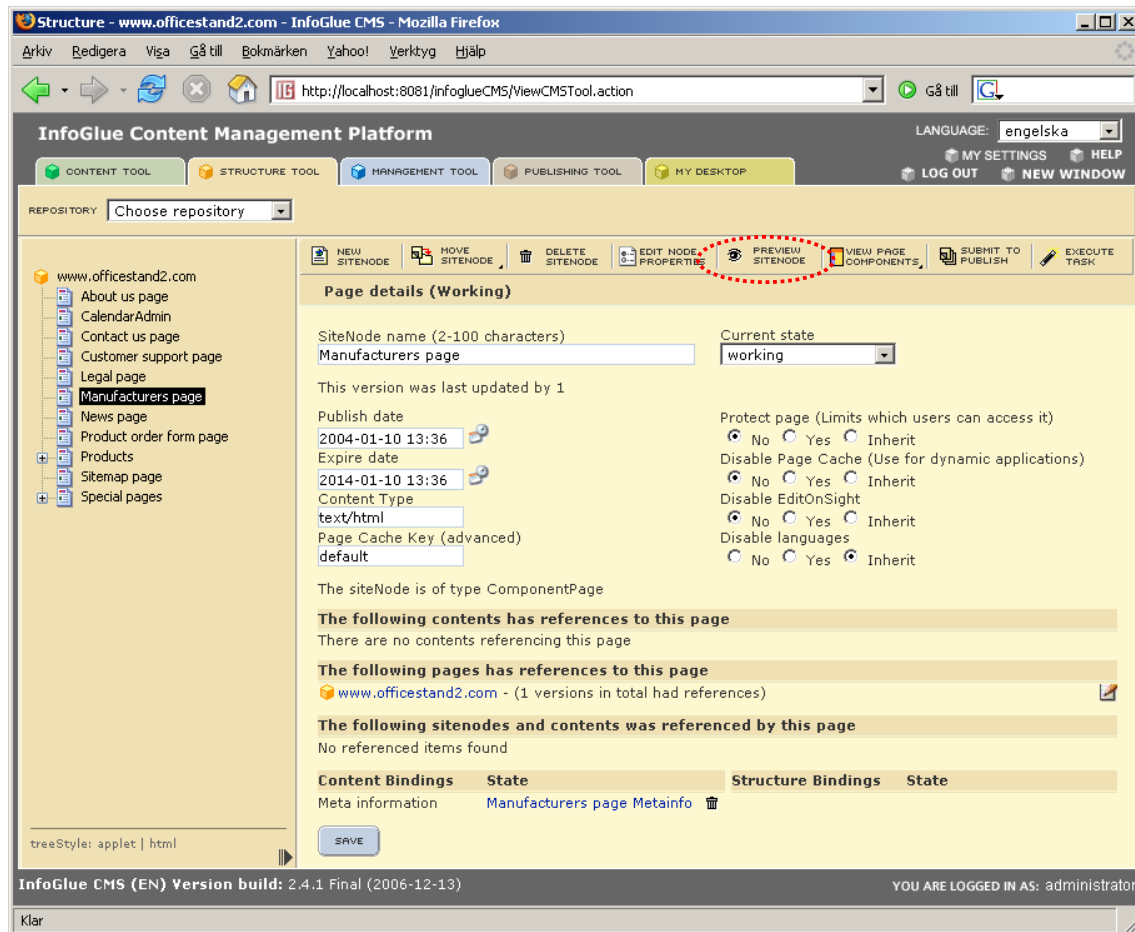 Structure - www.officestand2.com - InfoGlue CMS - Mozilla Firefox
Arkiv Redigera Visa Gå till Bokmärken Yahoo! Verktyg Hjälp
http://localhost:8081/infoglueCMS/ViewCMSTool.action Gå till G
InfoGlue Content Management Platform
LANGUAGE: engelska
MY SETTINGS HELP
LOG OUT NEW WINDOW
CONTENT TOOL STRUCTURE TOOL MANAGEMENT TOOL PUBLISHING TOOL MY DESKTOP
REPOSITORY Choose repository
NEW SITENODE
MOVE SITENODE
DELETE SITENODE
EDIT NODE PROPERTIES
PREVIEW SITENODE
VIEW PAGE COMPONENTS
SUBMIT TO PUBLISH
EXECUTE TASK
www.officestand2.com
About us page
CalendarAdmin
Contact us page
Customer support page
Legal page
Manufacturers page
News page
Product order form page
Products
Sitemap page
Special pages
treeStyle: applet | html
Page details (Working)
SiteNode name (2-100 characters)
Manufacturers page
Current state
working
This version was last updated by 1
Publish date
2004-01-10 13:36
Expire date
2014-01-10 13:36
Content Type
text/html
Page Cache Key (advanced)
default
Protect page (Limits which users can access it)
No Yes Inherit
Disable Page Cache (Use for dynamic applications)
No Yes Inherit
Disable EditOnSight
No Yes Inherit
Disable languages
No Yes Inherit
The siteNode is of type ComponentPage
The following contents has references to this page
There are no contents referencing this page
The following pages has references to this page
www.officestand2.com - (1 versions in total had references)
The following sitenodes and contents was referenced by this page
No referenced items found
Content Bindings State Structure Bindings State
Meta information Manufacturers page Metainfo
SAVE
InfoGlue CMS (EN) Version build: 2.4.1 Final (2006-12-13)
YOU ARE LOGGED IN AS: administrator
Klar